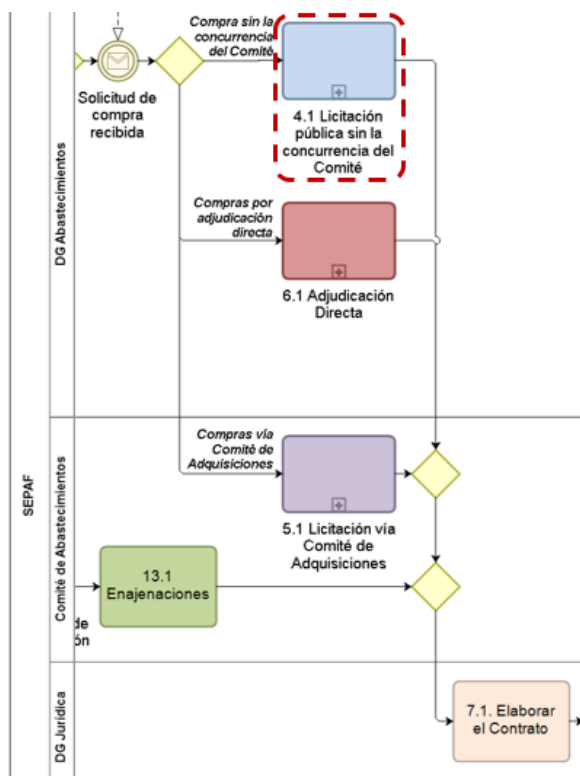 SEPAF
DG Abastecimientos
Solicitud de
compra
recibida
Compra sin la
concurrencia
del Comité
4.1 Licitación
pública sin la
concurrencia del
Comité
Compras por
adjudicación
directa
6.1 Adjudicación
Directa
Comité de Abastecimientos
Compras vía
Comité de
Adquisiciones
5.1 Licitación vía
Comité de
Adquisiciones
13.1
Enajenaciones
de
ón
DG Jurídica
7.1. Elaborar
el Contrato